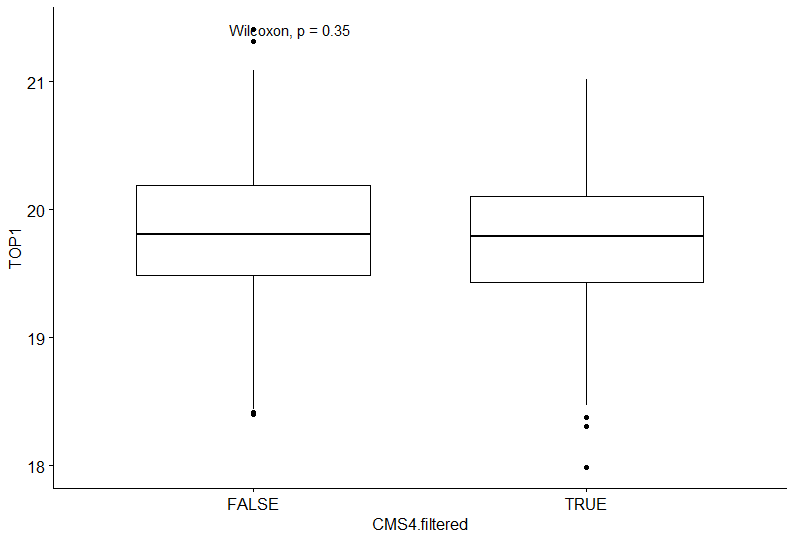 Wilcoxon, p = 0.35
21
20
19
18
TOP1
FALSE
TRUE
CMS4.filtered